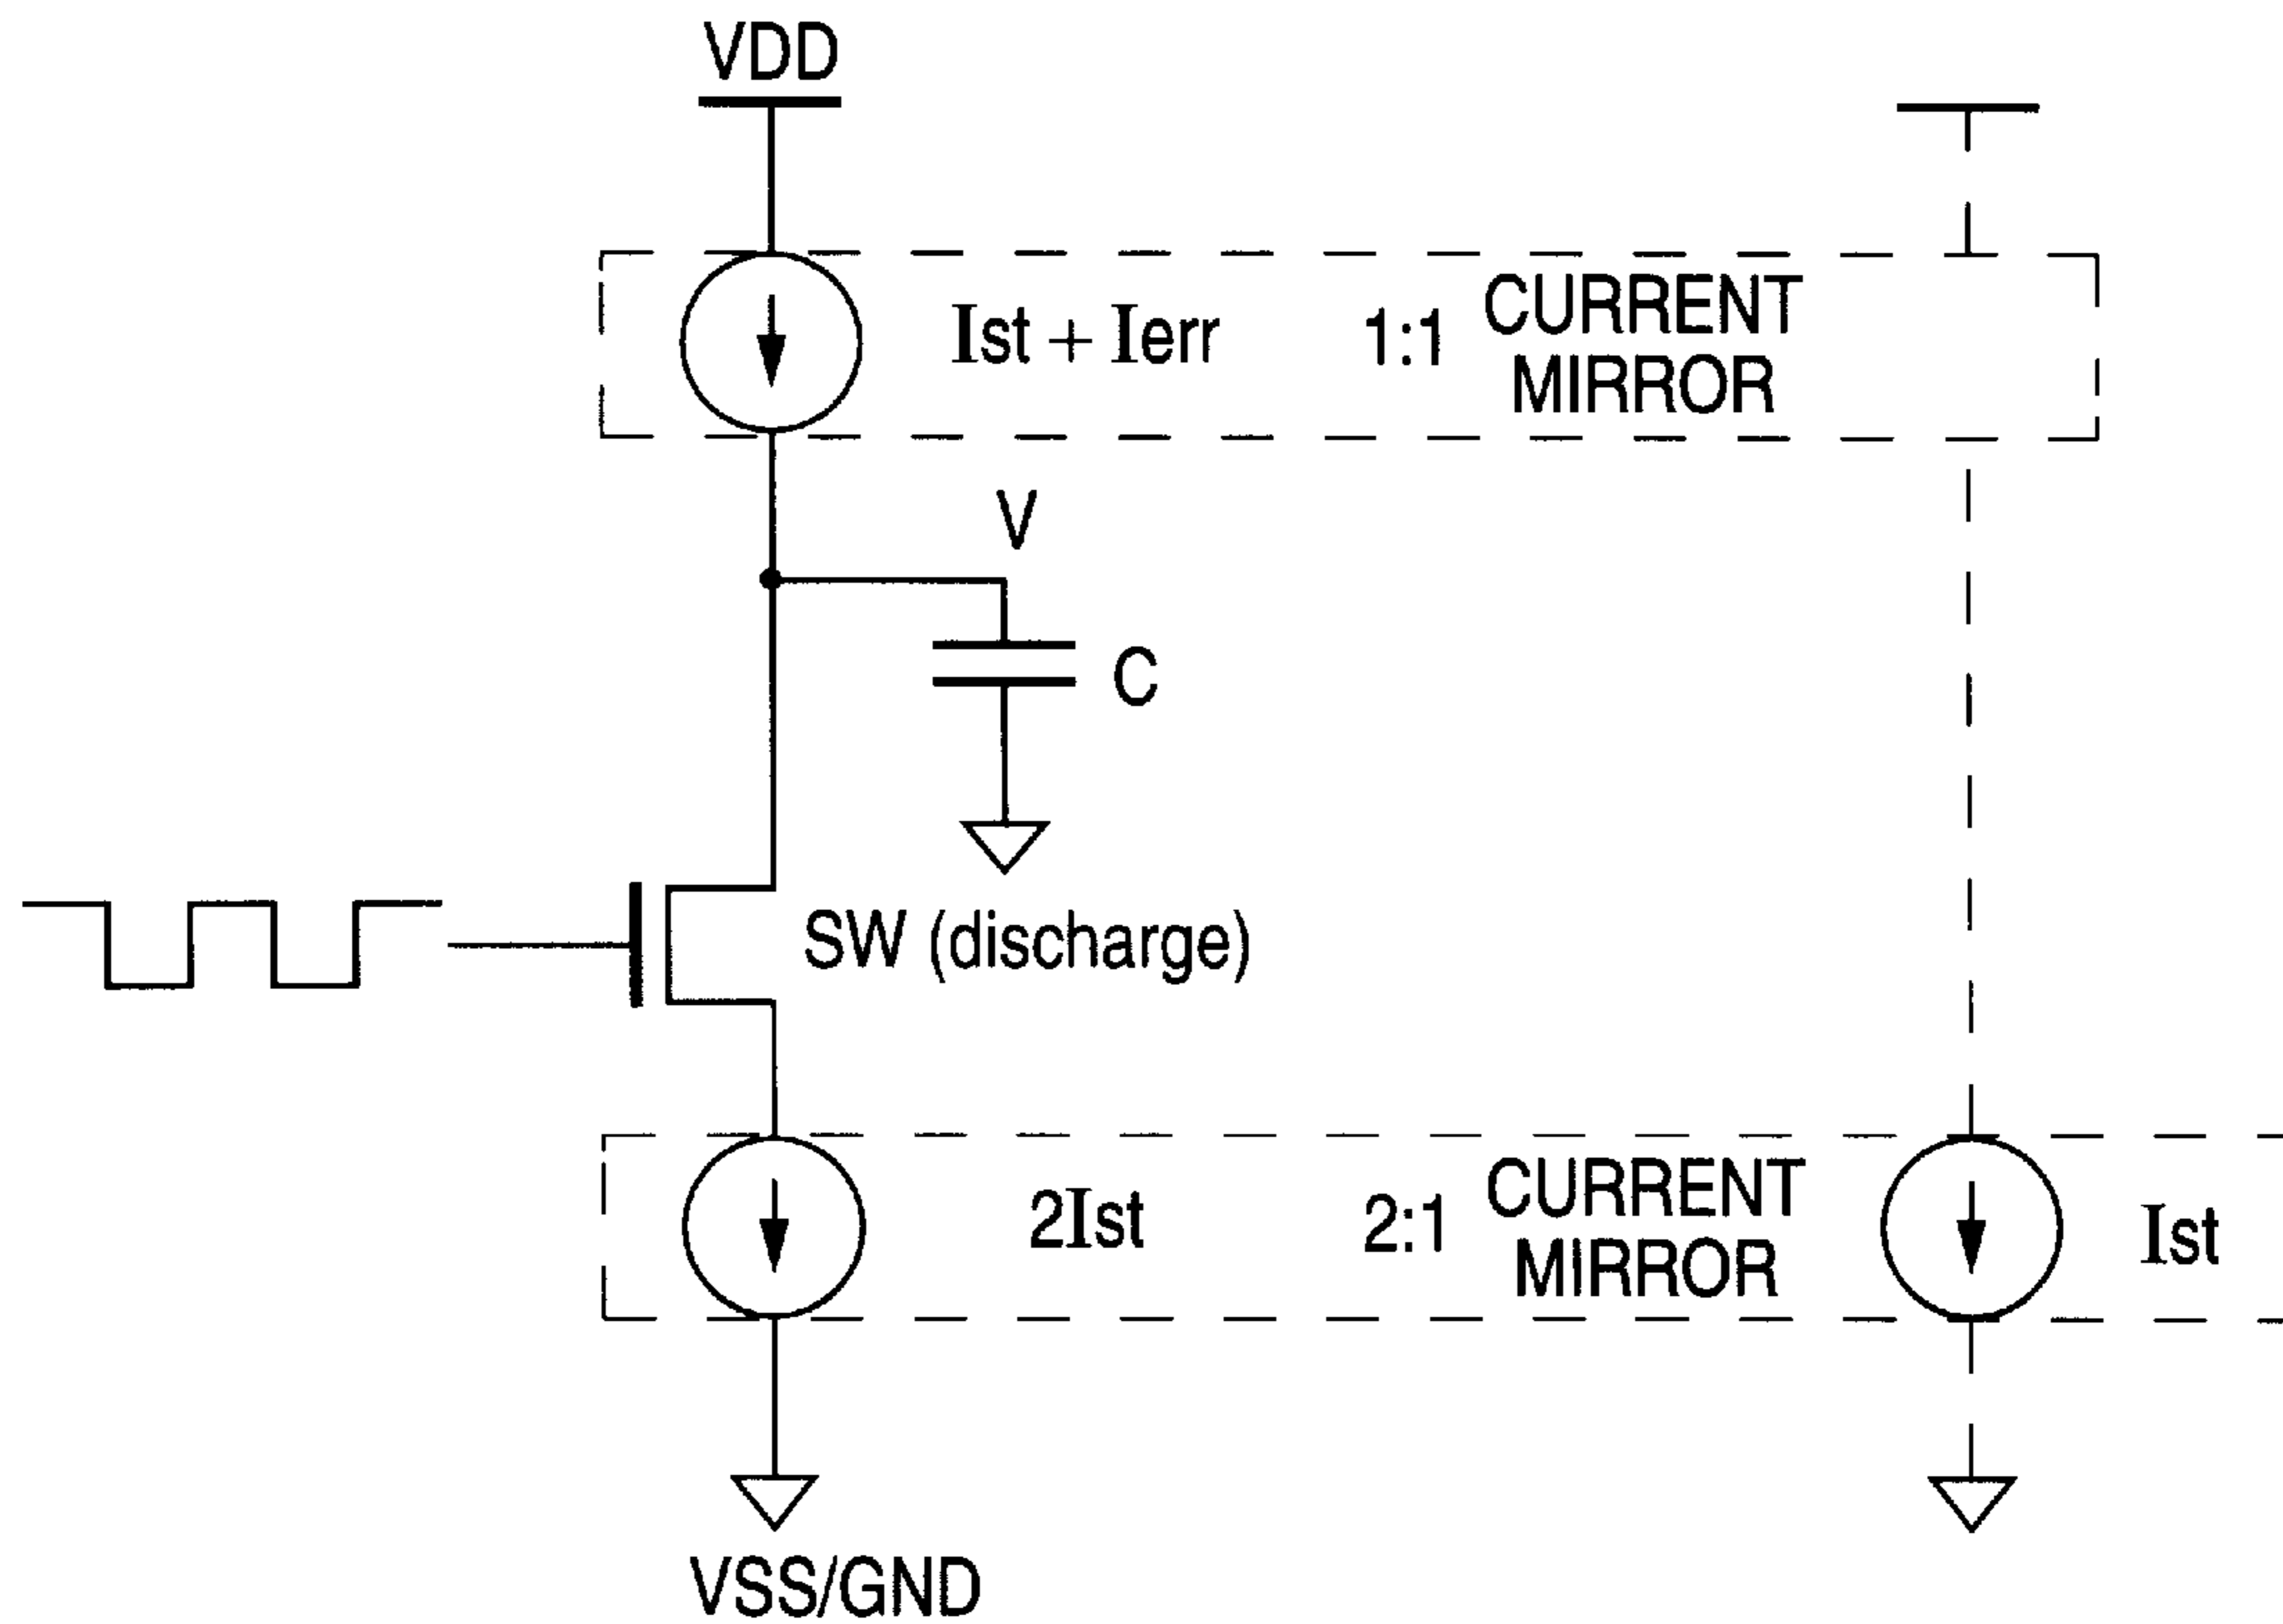 VDD
Ist + Ierr
1:1
CURRENT
MIRROR
V
C
SW (discharge)
2Ist
2:1
CURRENT
MIRROR
Ist
VSS/GND